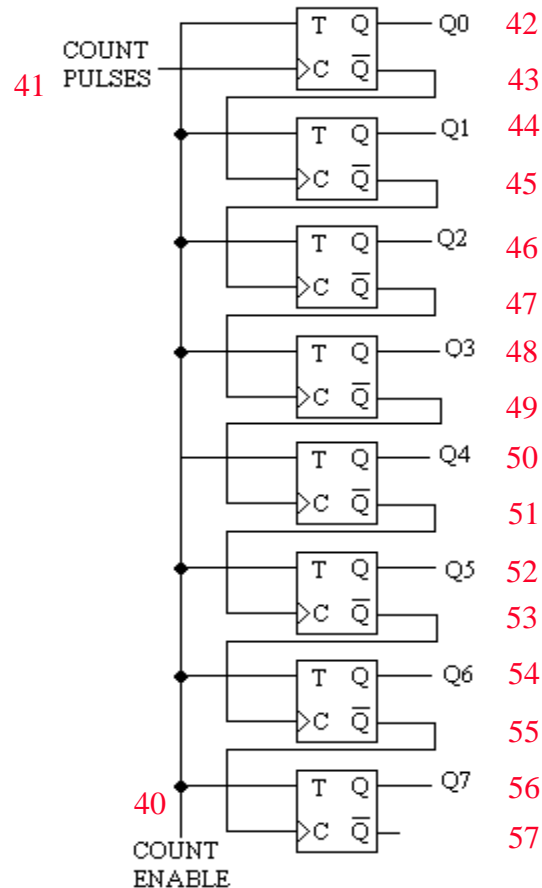 T Q Q0 42
COUNT
PULSES
41
C Q̅ 43
T Q Q1 44
C Q̅ 45
T Q Q2 46
C Q̅ 47
T Q Q3 48
C Q̅ 49
T Q Q4 50
C Q̅ 51
T Q Q5 52
C Q̅ 53
T Q Q6 54
C Q̅ 55
T Q Q7 56
40
C Q̅ 57
COUNT
ENABLE